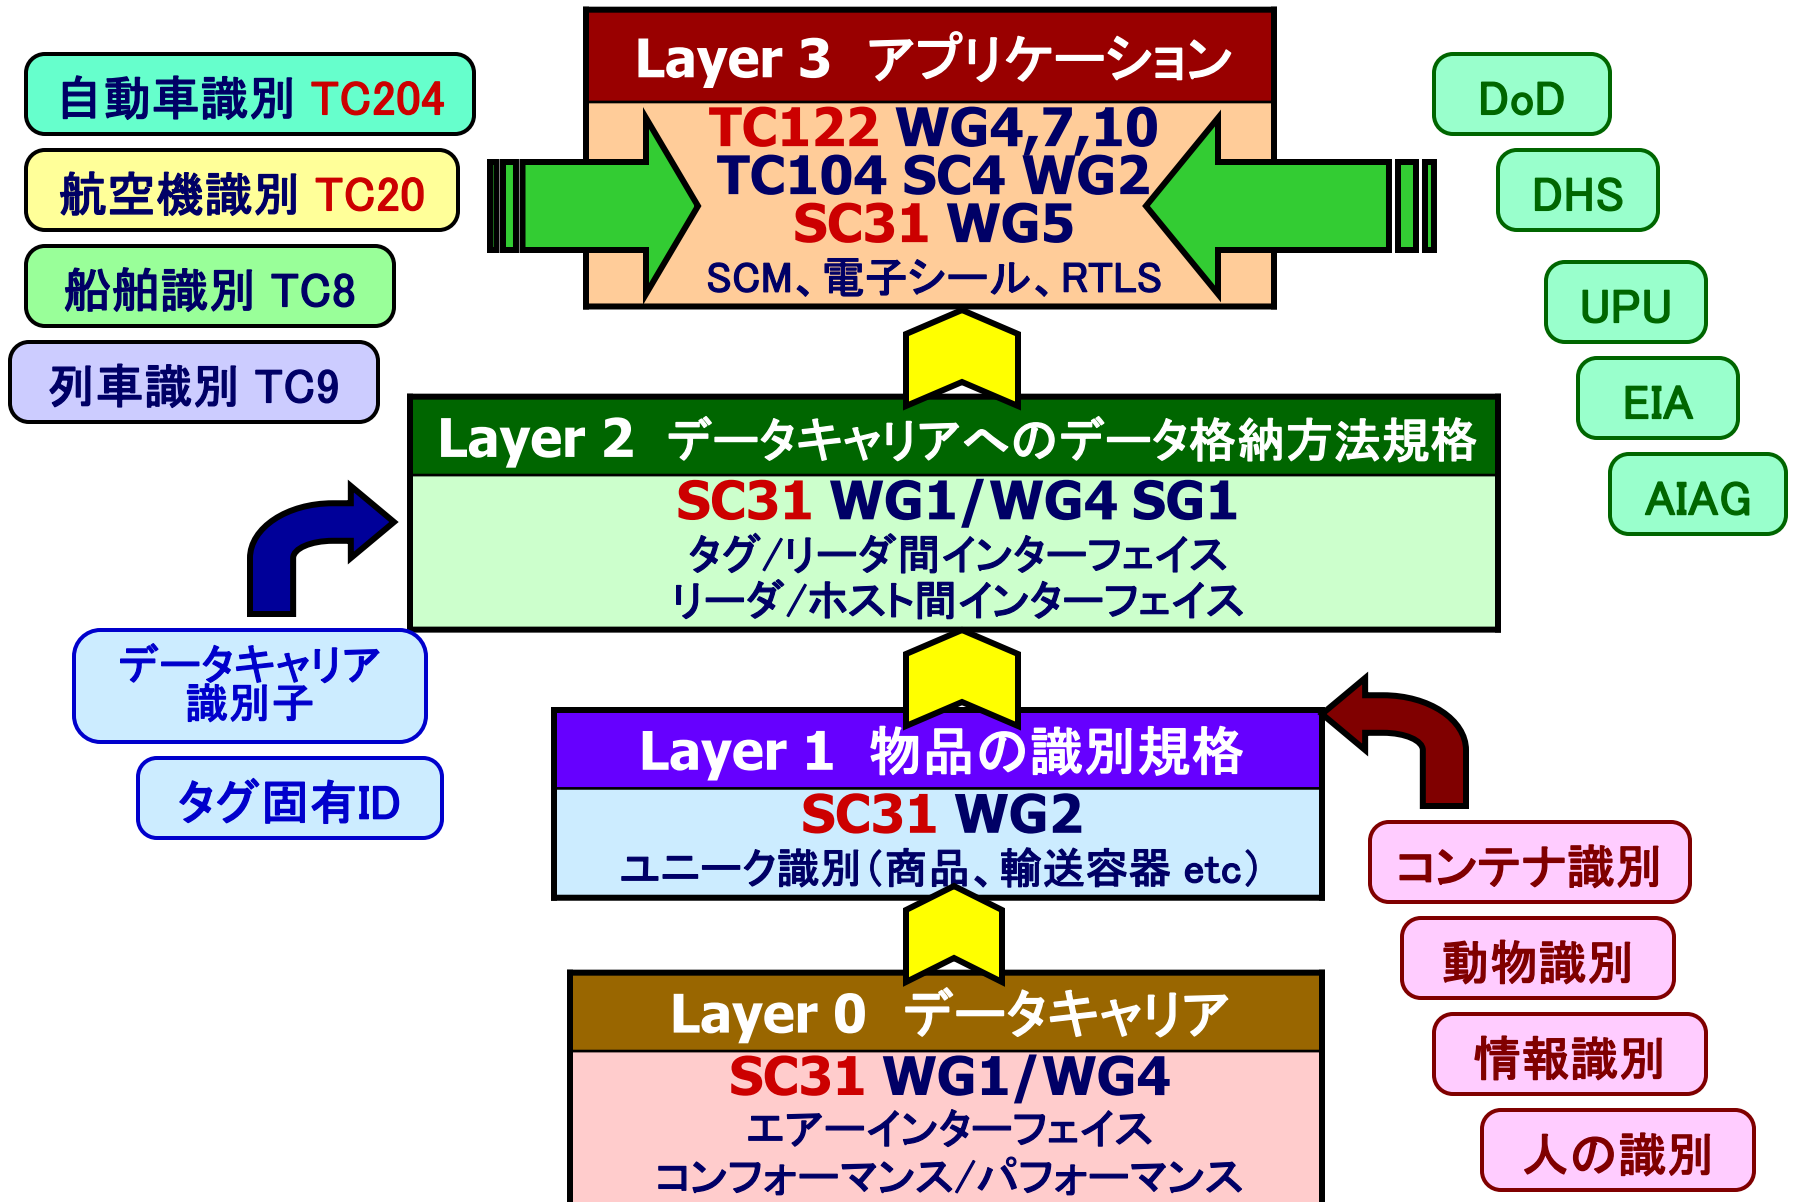 Layer 3 アプリケーション
TC122 WG4,7,10
TC104 SC4 WG2
SC31 WG5
SCM、電子シール、RTLS
自動車識別 TC204
航空機識別 TC20
船舶識別 TC8
列車識別 TC9
DoD
DHS
UPU
EIA
AIAG
Layer 2 データキャリアへのデータ格納方法規格
SC31 WG1/WG4 SG1
タグ/リーダ間インターフェイス
リーダ/ホスト間インターフェイス
データキャリア
識別子
タグ固有ID
Layer 1 物品の識別規格
SC31 WG2
ユニーク識別（商品、輸送容器 etc）
コンテナ識別
動物識別
情報識別
人の識別
Layer 0 データキャリア
SC31 WG1/WG4
エアーインターフェイス
コンフォーマンス/パフォーマンス